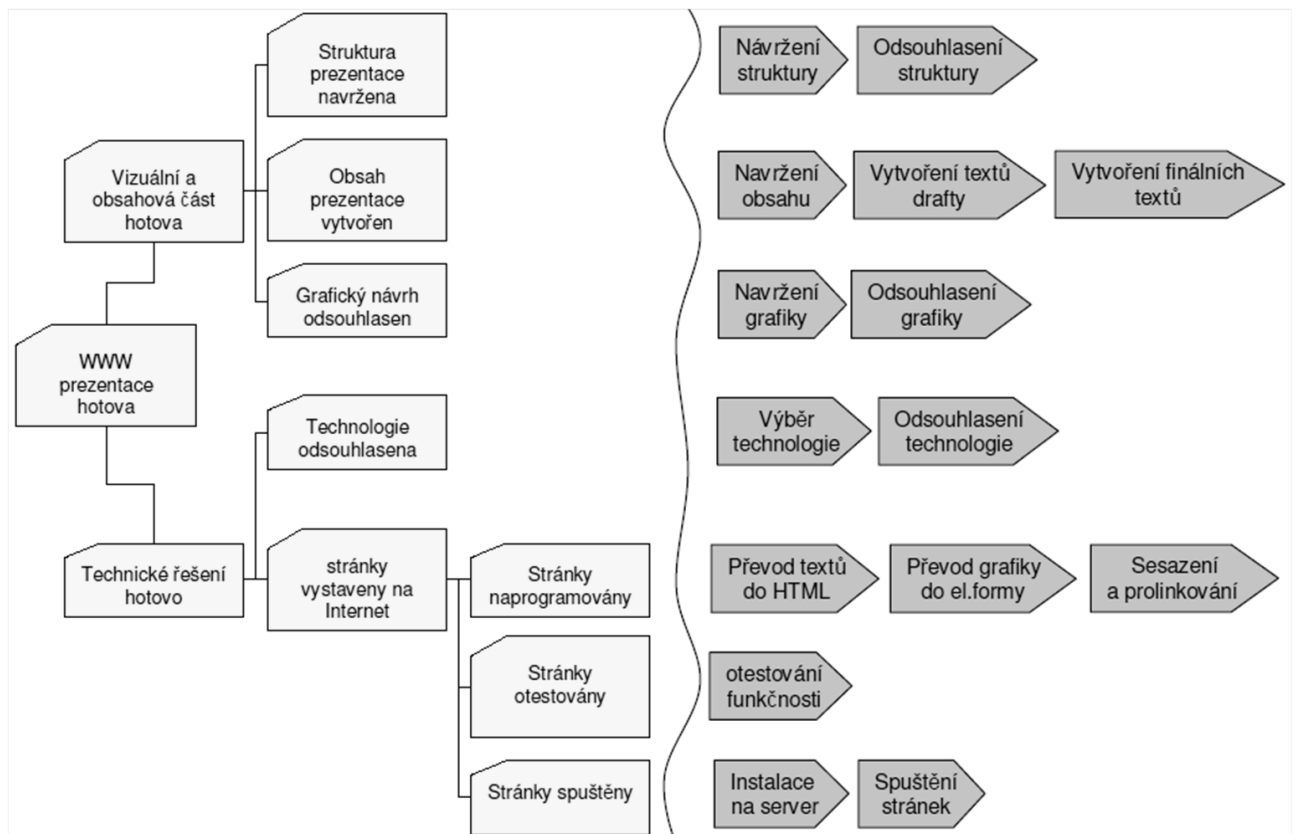 Struktura
prezentace
navržena
Návržení
struktury
Odsouhlasení
struktury
Vizuální a
obsahová část
hotova
Obsah
prezentace
vytvořen
Navržení
obsahu
Vytvoření textů
drafty
Vytvoření finálních
textů
Grafický návrh
odsouhlasen
Navržení
grafiky
Odsouhlasení
grafiky
WWW
prezentace
hotova
Technologie
odsouhlasena
Výběr
technologie
Odsouhlasení
technologie
Technické řešení
hotovo
stránky
vystaveny na
Internet
Stránky
naprogramovány
Převod textů
do HTML
Převod grafiky
do el.formy
Sesazení
a prolinkování
Stránky
otestovány
otestování
funkčnosti
Stránky spuštěny
Instalace
na server
Spuštění
stránek